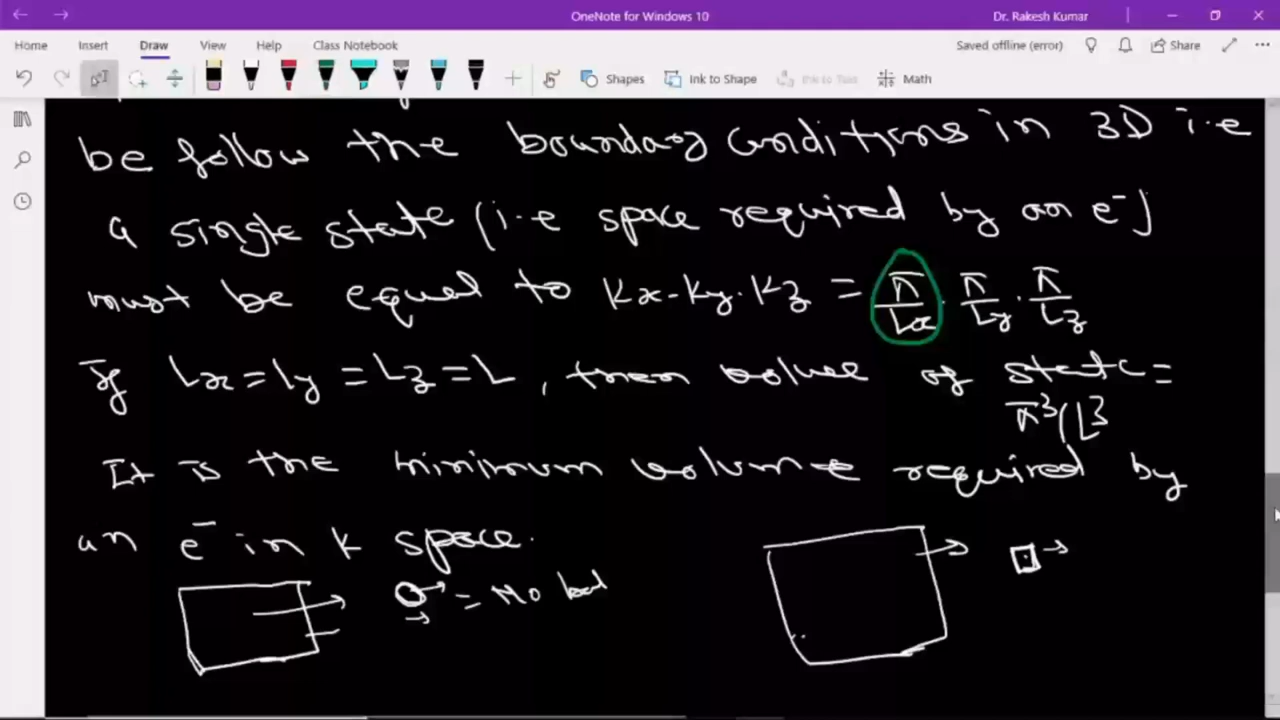 OneNote for Windows 10
Dr. Rakesh Kumar
Home Insert Draw View Help Class Notebook Saved offline (error) Share
Shapes Ink to Shape Ink to Text Math
be follow the boundary conditions in 3D i.e
a single state (i.e space required by an e⁻)
must be equal to kx.ky.kz = π/Lx . π/Ly . π/Lz
If Lx = Ly = Lz = L, then volue of state =
π³/L³
It is the minimum volume required by
an e⁻ in k space.
= No